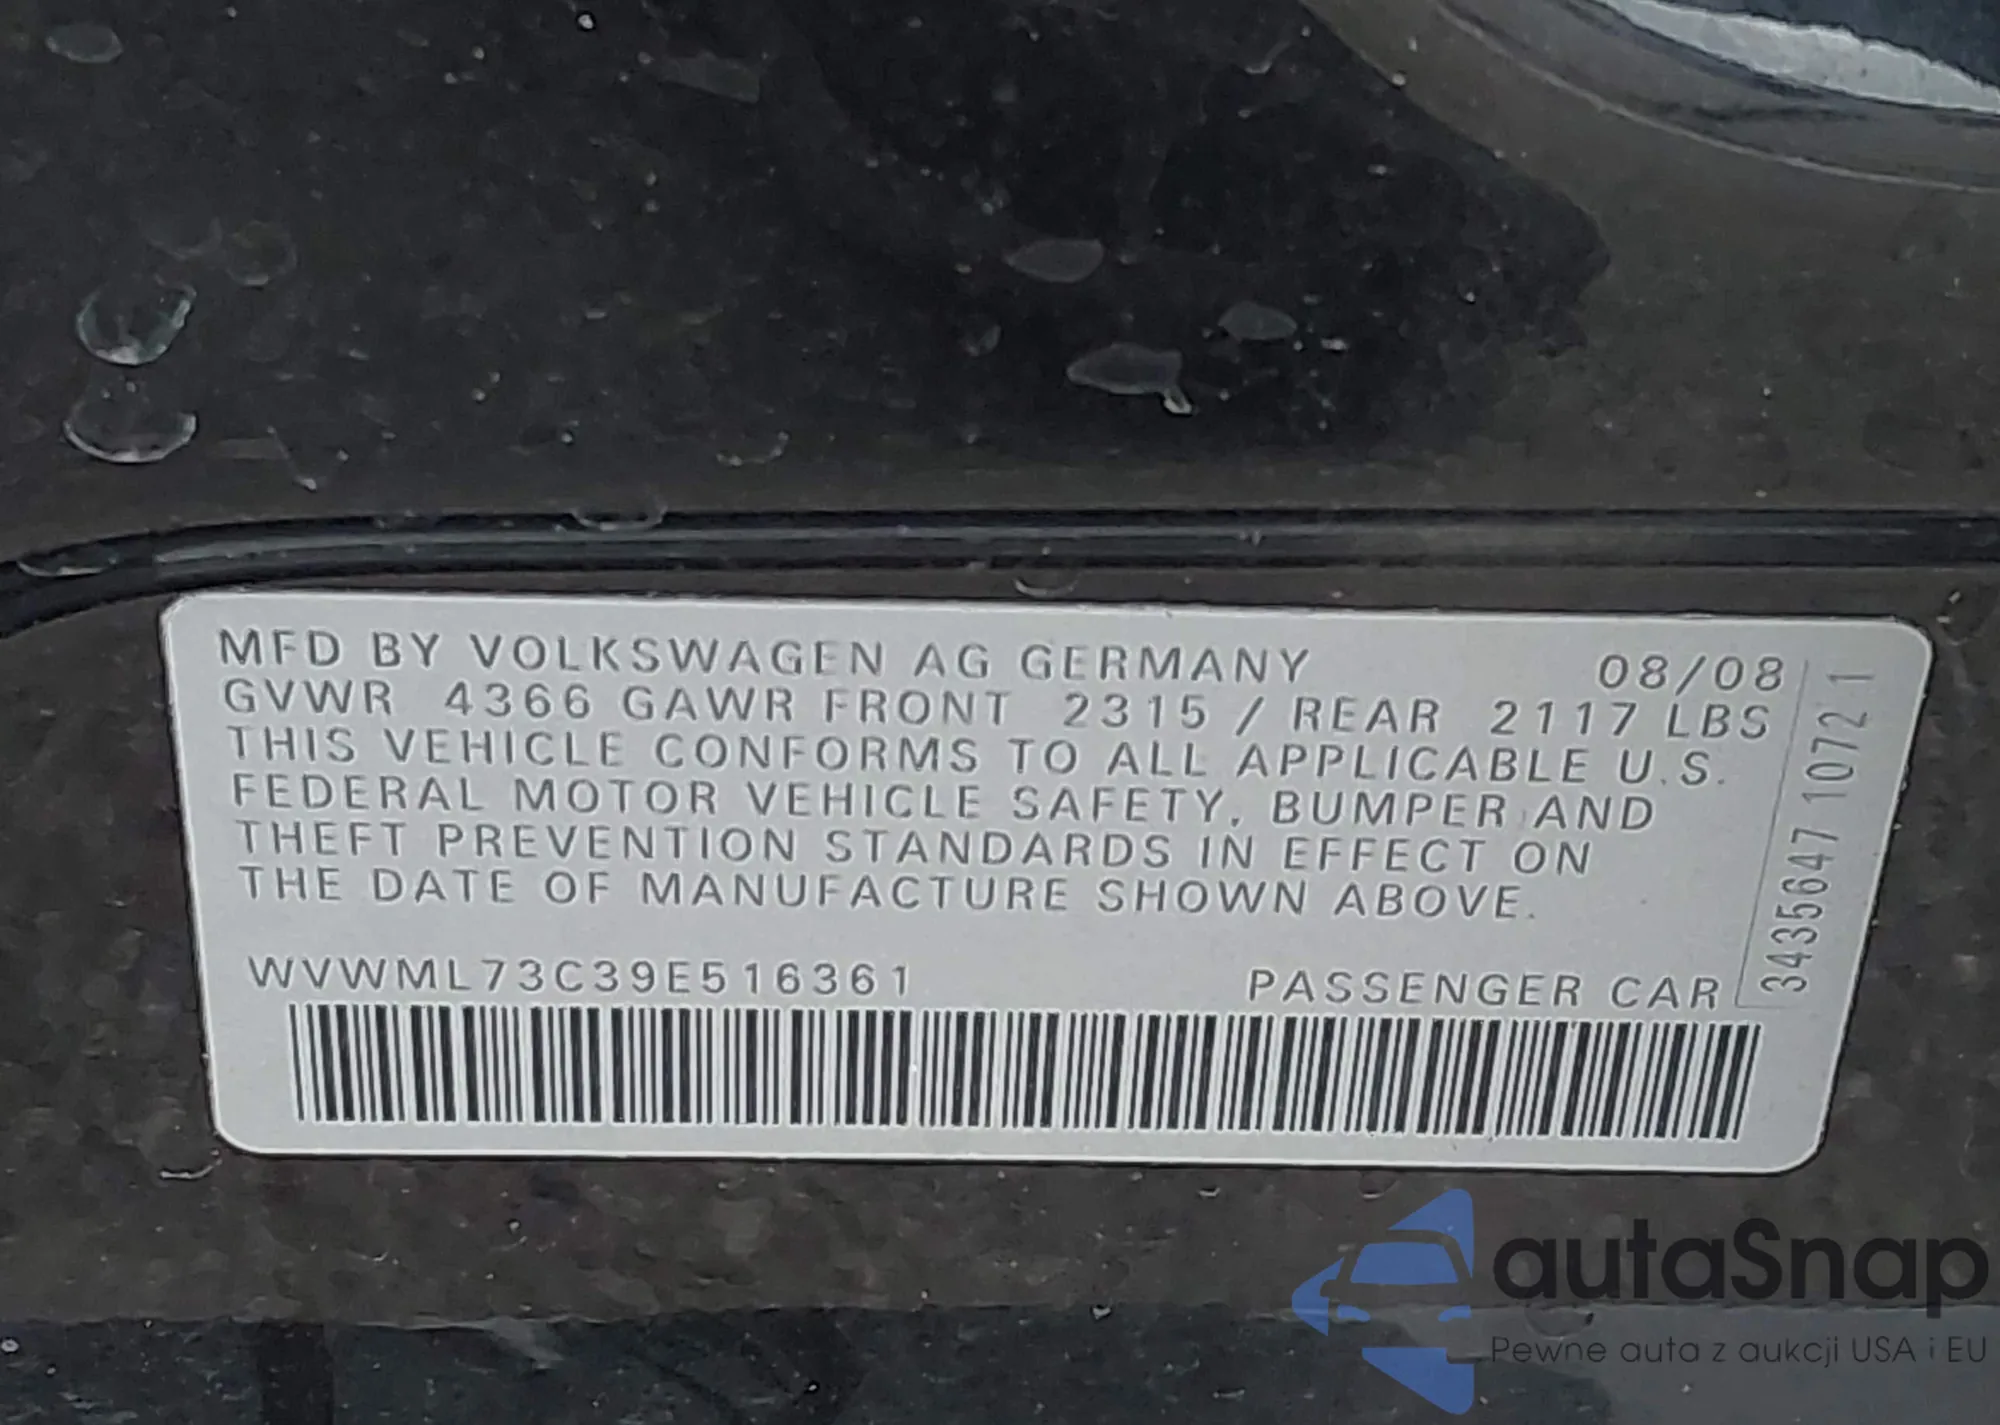 MFD BY VOLKSWAGEN AG GERMANY 08/08
GVWR 4366 GAWR FRONT 2315 / REAR 2117 LBS
THIS VEHICLE CONFORMS TO ALL APPLICABLE U.S.
FEDERAL MOTOR VEHICLE SAFETY, BUMPER AND
THEFT PREVENTION STANDARDS IN EFFECT ON
THE DATE OF MANUFACTURE SHOWN ABOVE.
WVWML73C39E516361 PASSENGER CAR
3435647 10721
autaSnap
Pewne auta z aukcji USA i EU